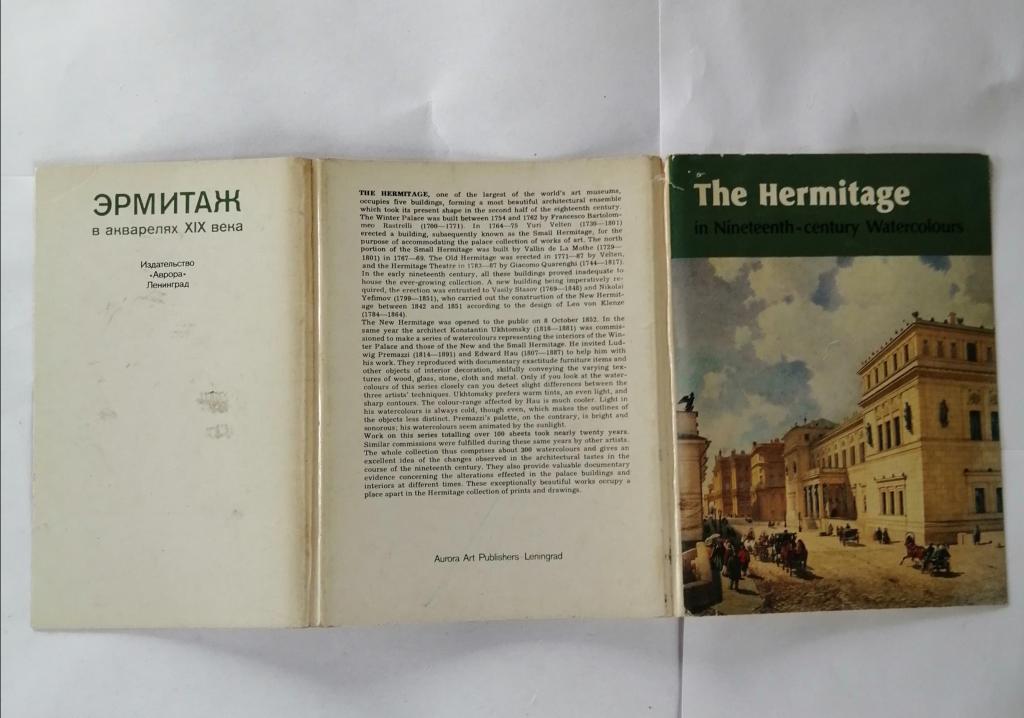 ЭРМИТАЖ
в акварелях XIX века
Издательство
«Аврора»
Ленинград
THE HERMITAGE, one of the largest of the world's art museums,
occupies five buildings, forming a most beautiful architectural ensemble
which took its present shape in the second half of the eighteenth century.
The Winter Palace was built between 1754 and 1762 by Francesco Bartolom-
meo Rastrelli (1700—1771). In 1764—75 Yuri Velten (1730—1801)
erected a building, subsequently known as the Small Hermitage, for the
purpose of accommodating the palace collection of works of art. The north
portion of the Small Hermitage was built by Vallin de La Mothe (1729—
1801) in 1767—69. The Old Hermitage was erected in 1771—87 by Velten,
and the Hermitage Theatre in 1783—87 by Giacomo Quarenghi (1744—1817).
In the early nineteenth century, all these buildings proved inadequate to
house the ever-growing collection. A new building being imperatively re-
quired, the erection was entrusted to Vasily Stasov (1769—1848) and Nikolai
Yefimov (1799—1851), who carried out the construction of the New Hermit-
age between 1842 and 1851 according to the design of Leo von Klenze
(1784—1864).
The New Hermitage was opened to the public on 8 October 1852. In the
same year the architect Konstantin Ukhtomsky (1818—1881) was commis-
sioned to make a series of watercolours representing the interiors of the Win-
ter Palace and those of the New and the Small Hermitage. He invited Lud-
wig Premazzi (1814—1891) and Edward Hau (1807—1887) to help him with
his work. They reproduced with documentary exactitude furniture items and
other objects of interior decoration, skilfully conveying the varying tex-
tures of wood, glass, stone, cloth and metal. Only if you look at the water-
colours of this series closely can you detect slight differences between the
three artists' techniques. Ukhtomsky prefers warm tints, an even light, and
sharp contours. The colour-range affected by Hau is much cooler. Light in
his watercolours is always cold, though even, which makes the outlines of
the objects less distinct. Premazzi's palette, on the contrary, is bright and
sonorous; his watercolours seem animated by the sunlight.
Work on this series totalling over 100 sheets took nearly twenty years.
Similar commissions were fulfilled during these same years by other artists.
The whole collection thus comprises about 300 watercolours and gives an
excellent idea of the changes observed in the architectural tastes in the
course of the nineteenth century. They also provide valuable documentary
evidence concerning the alterations effected in the palace buildings and
interiors at different times. These exceptionally beautiful works occupy a
place apart in the Hermitage collection of prints and drawings.
Aurora Art Publishers Leningrad
The Hermitage
in Nineteenth-century Watercolours